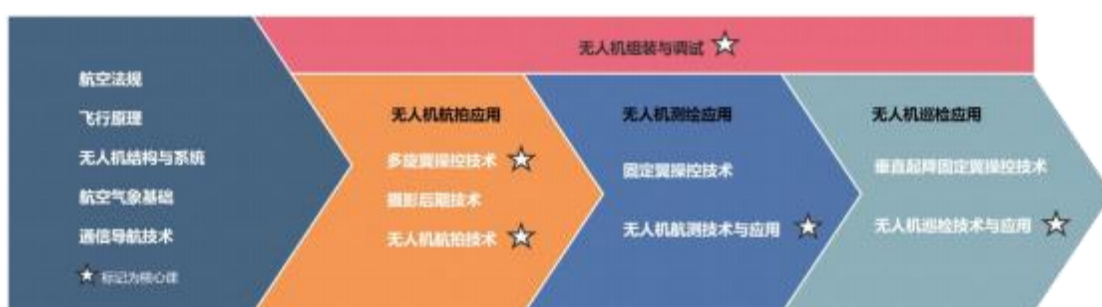 无人机组装与调试
航空法规
飞行原理
无人机结构与系统
航空气象基础
通信导航技术
标记为核心课
无人机航拍应用
多旋翼操控技术
摄影后期技术
无人机航拍技术
无人机测绘应用
固定翼操控技术
无人机航测技术与应用
无人机巡检应用
垂直起降固定翼操控技术
无人机巡检技术与应用